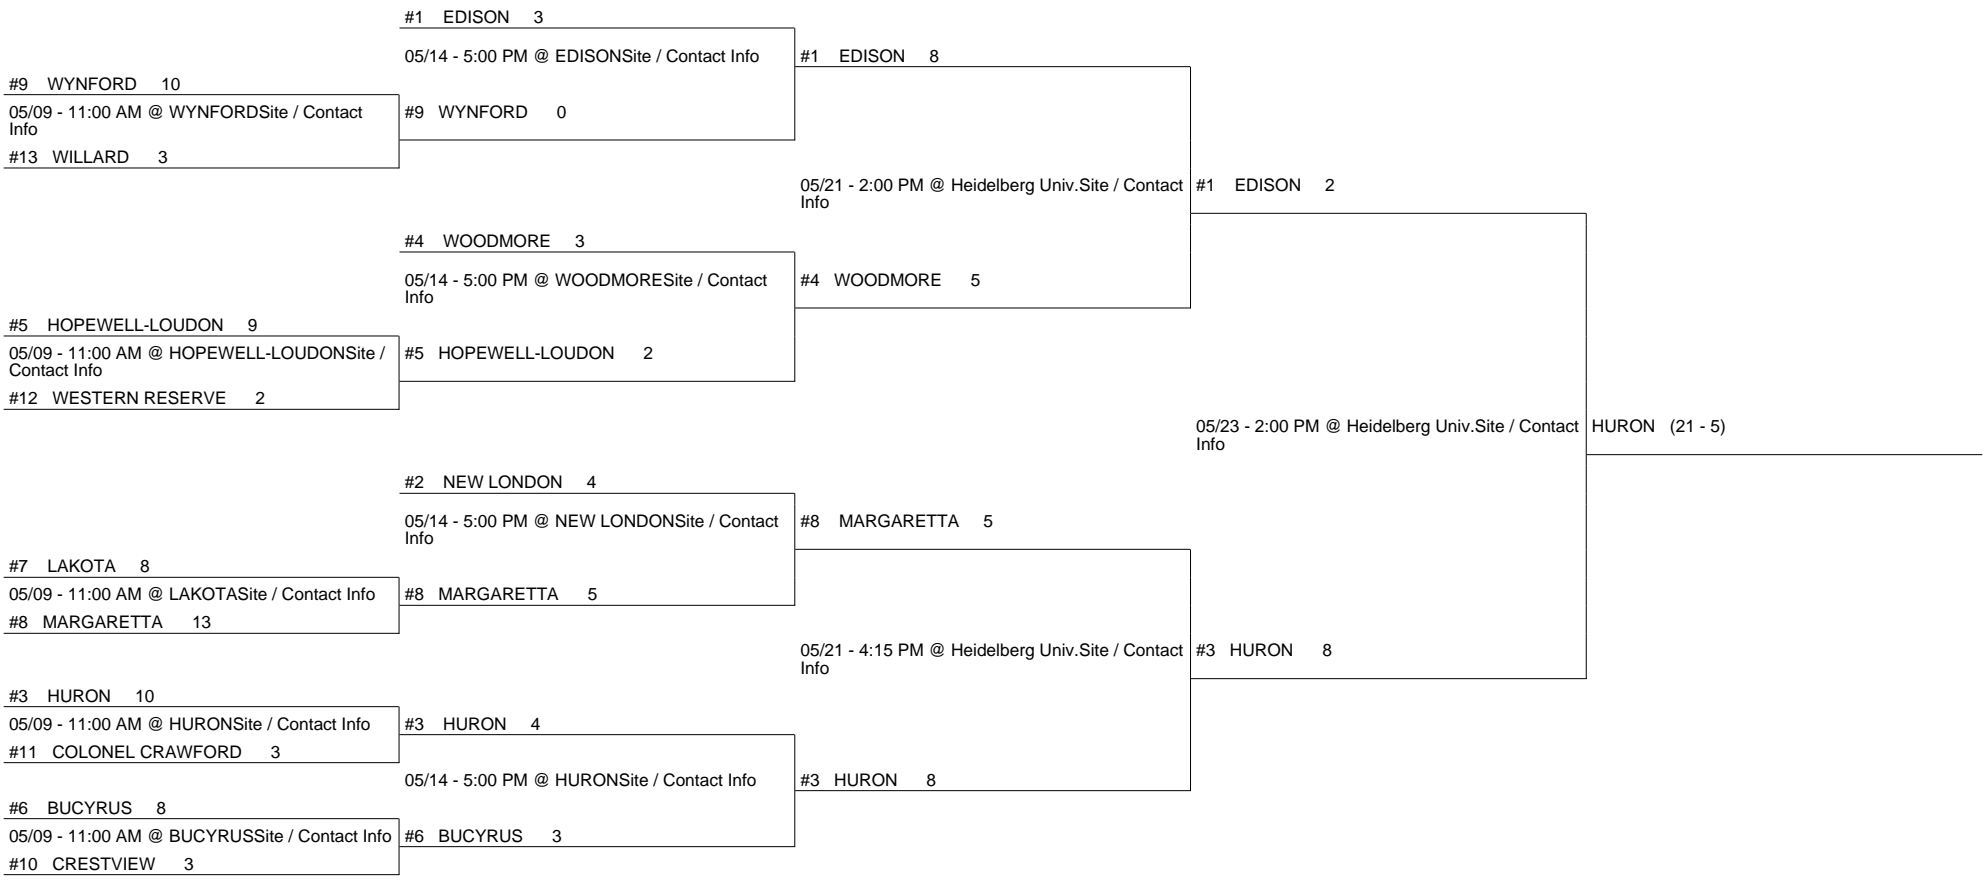 #1 EDISON 3
05/14 - 5:00 PM @ EDISONSite / Contact Info
#1 EDISON 8
#9 WYNFORD 10
05/09 - 11:00 AM @ WYNFORDSite / Contact
Info
#9 WYNFORD 0
#13 WILLARD 3
05/21 - 2:00 PM @ Heidelberg Univ.Site / Contact
Info
#1 EDISON 2
#4 WOODMORE 3
05/14 - 5:00 PM @ WOODMORESite / Contact
Info
#4 WOODMORE 5
#5 HOPEWELL-LOUDON 9
05/09 - 11:00 AM @ HOPEWELL-LOUDONSite /
Contact Info
#5 HOPEWELL-LOUDON 2
#12 WESTERN RESERVE 2
05/23 - 2:00 PM @ Heidelberg Univ.Site / Contact
Info
HURON (21 - 5)
#2 NEW LONDON 4
05/14 - 5:00 PM @ NEW LONDONSite / Contact
Info
#8 MARGARETTA 5
#7 LAKOTA 8
05/09 - 11:00 AM @ LAKOTASite / Contact Info
#8 MARGARETTA 5
#8 MARGARETTA 13
05/21 - 4:15 PM @ Heidelberg Univ.Site / Contact
Info
#3 HURON 8
#3 HURON 10
05/09 - 11:00 AM @ HURONSite / Contact Info
#3 HURON 4
#11 COLONEL CRAWFORD 3
05/14 - 5:00 PM @ HURONSite / Contact Info
#3 HURON 8
#6 BUCYRUS 8
05/09 - 11:00 AM @ BUCYRUSSite / Contact Info
#6 BUCYRUS 3
#10 CRESTVIEW 3